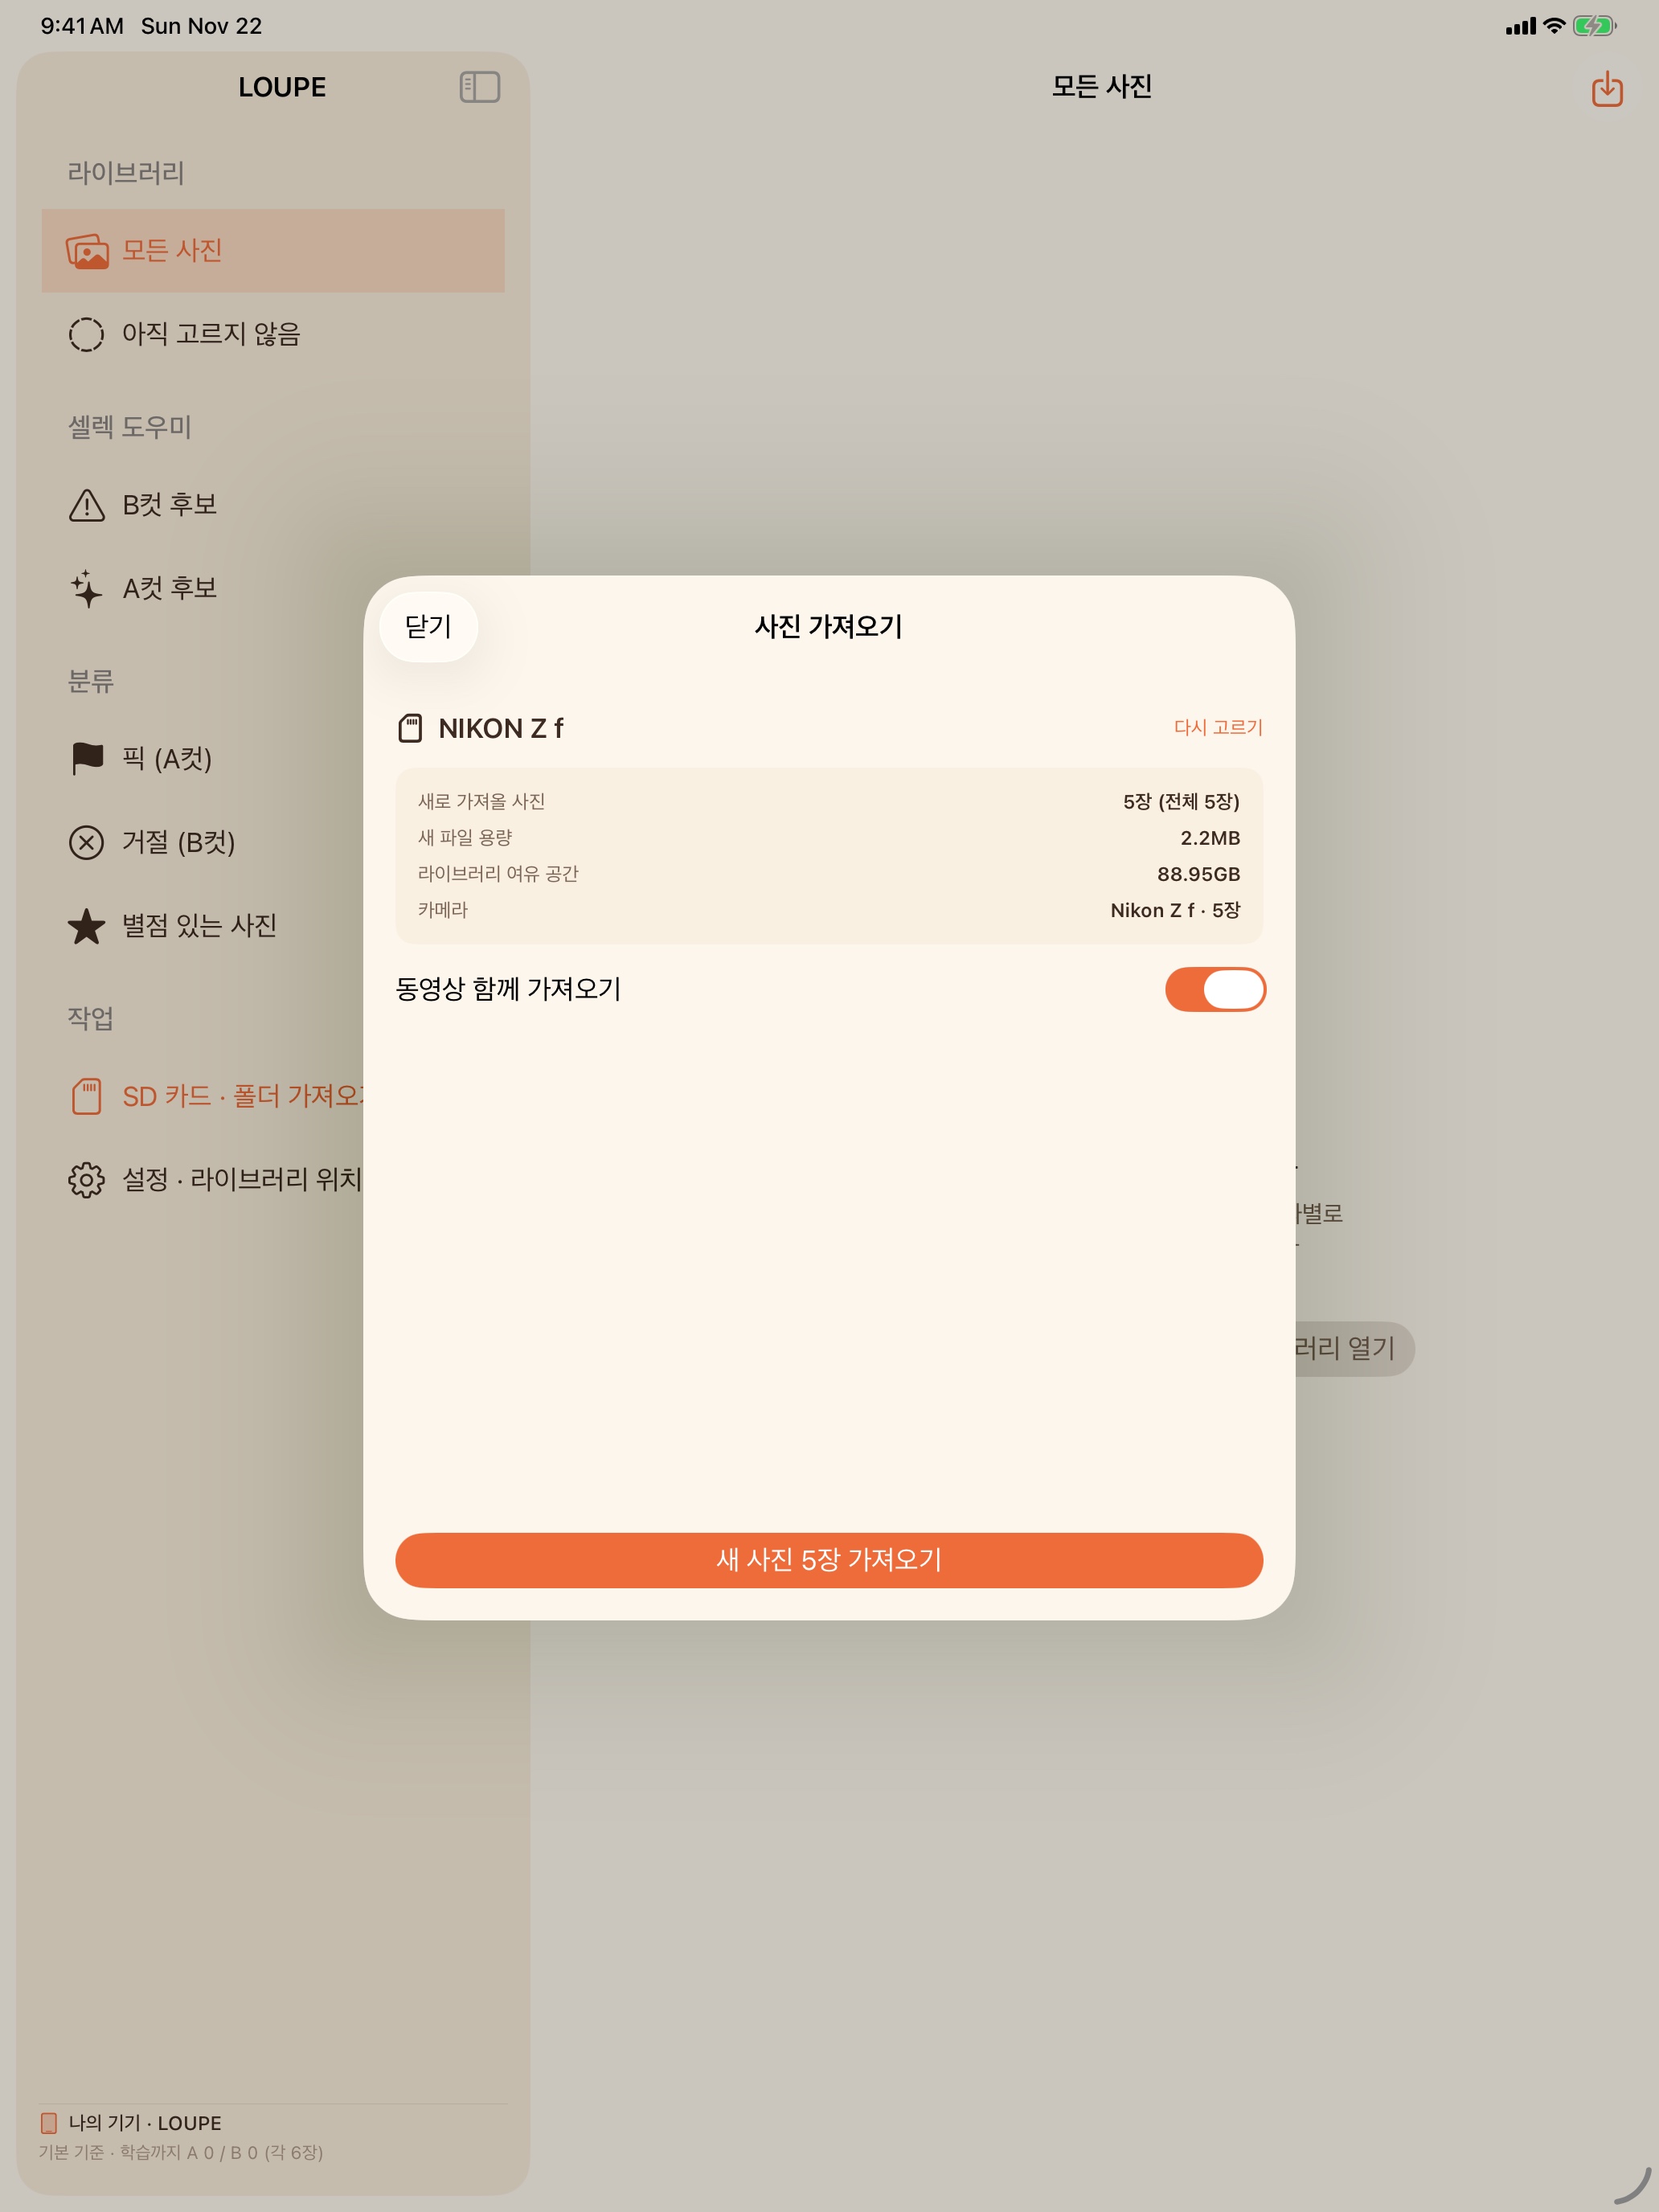 9:41 AM Sun Nov 22
LOUPE
모든 사진
라이브러리
모든 사진
아직 고르지 않음
셀렉 도우미
B컷 후보
A컷 후보
분류
픽 (A컷)
거절 (B컷)
별점 있는 사진
작업
SD 카드 · 폴더 가져오
설정 · 라이브러리 위치
닫기
사진 가져오기
NIKON Z f
다시 고르기
새로 가져올 사진 5장 (전체 5장)
새 파일 용량 2.2MB
라이브러리 여유 공간 88.95GB
카메라 Nikon Z f · 5장
동영상 함께 가져오기
별로
러리 열기
새 사진 5장 가져오기
나의 기기 · LOUPE
기본 기준 · 학습까지 A 0 / B 0 (각 6장)